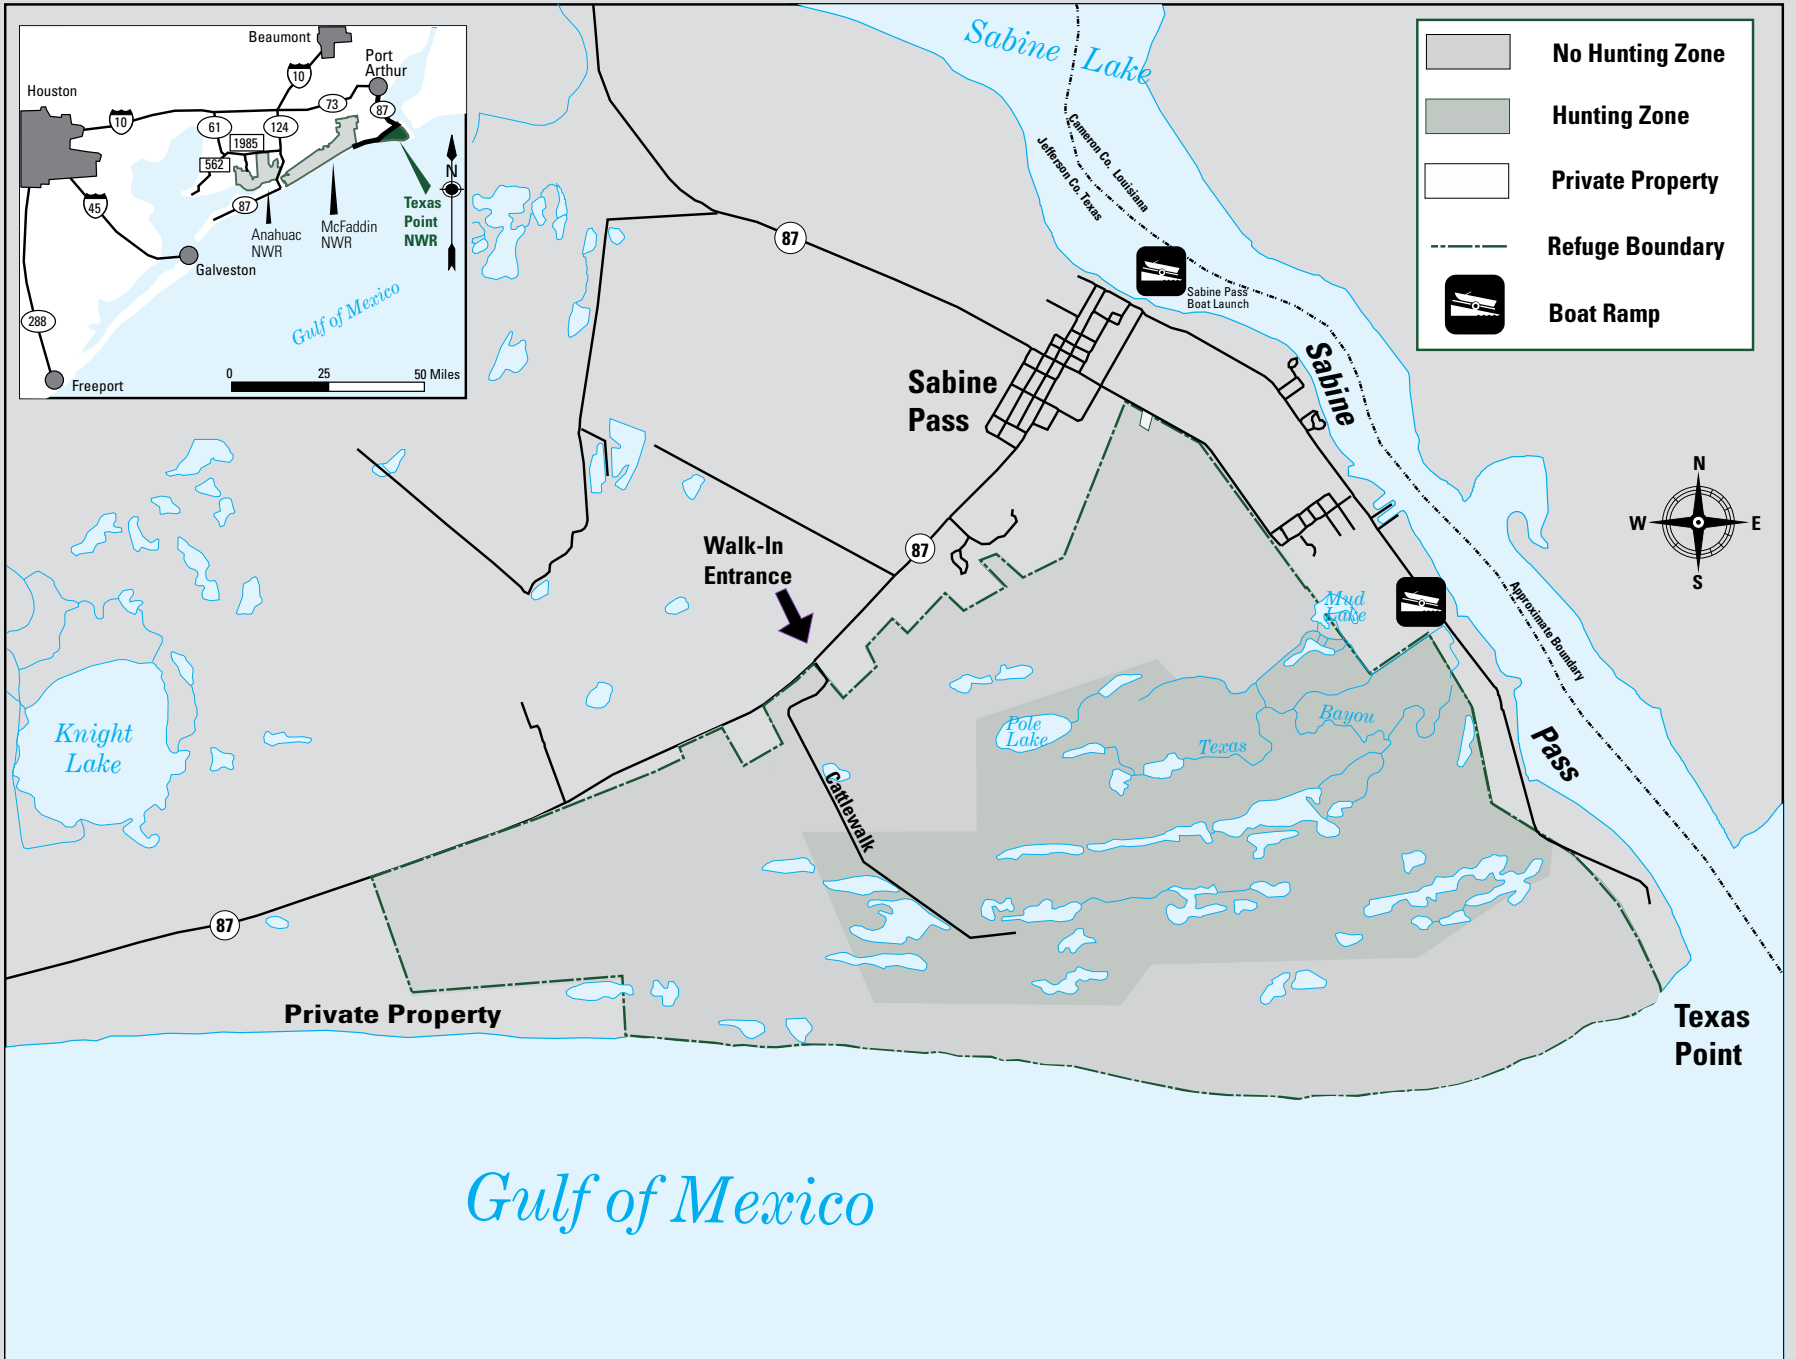 Beaumont
Port
Arthur
Houston
10
10
73
87
61
124
1985
562
45
87
288
N
Texas
Point
NWR
McFaddin
NWR
Anahuac
NWR
Galveston
Gulf of Mexico
Freeport
0 25 50 Miles
Sabine Lake
Cameron Co. Louisiana
Jefferson Co. Texas
No Hunting Zone
Hunting Zone
Private Property
Refuge Boundary
Boat Ramp
87
Sabine Pass
Boat Launch
Sabine
Pass
Sabine
Pass
N
W E
S
Approximate Boundary
87
Walk-In
Entrance
Mud
Lake
Knight
Lake
Pole
Lake
Texas
Bayou
Cattlewalk
87
Private Property
Texas
Point
Gulf of Mexico